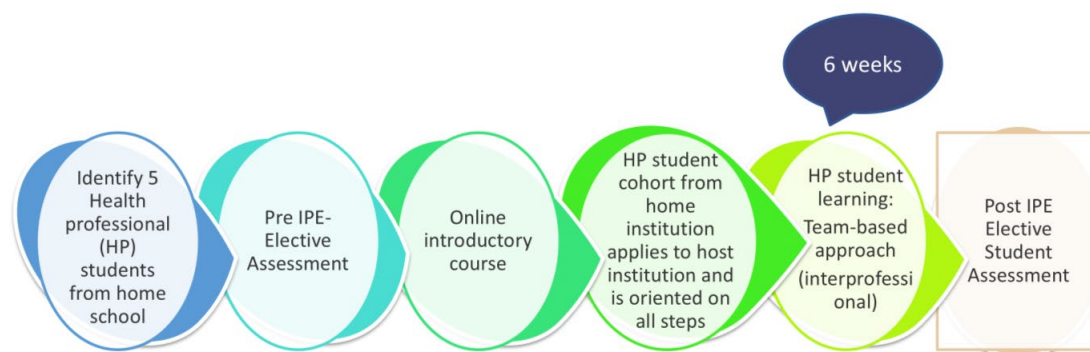 6 weeks
Identify 5
Health
professional
(HP)
students
from home
school
Pre IPE-
Elective
Assessment
Online
introductory
course
HP student
cohort from
home
institution
applies to host
institution and
is oriented on
all steps
HP student
learning:
Team-based
approach
(interprofessi
onal)
Post IPE
Elective
Student
Assessment